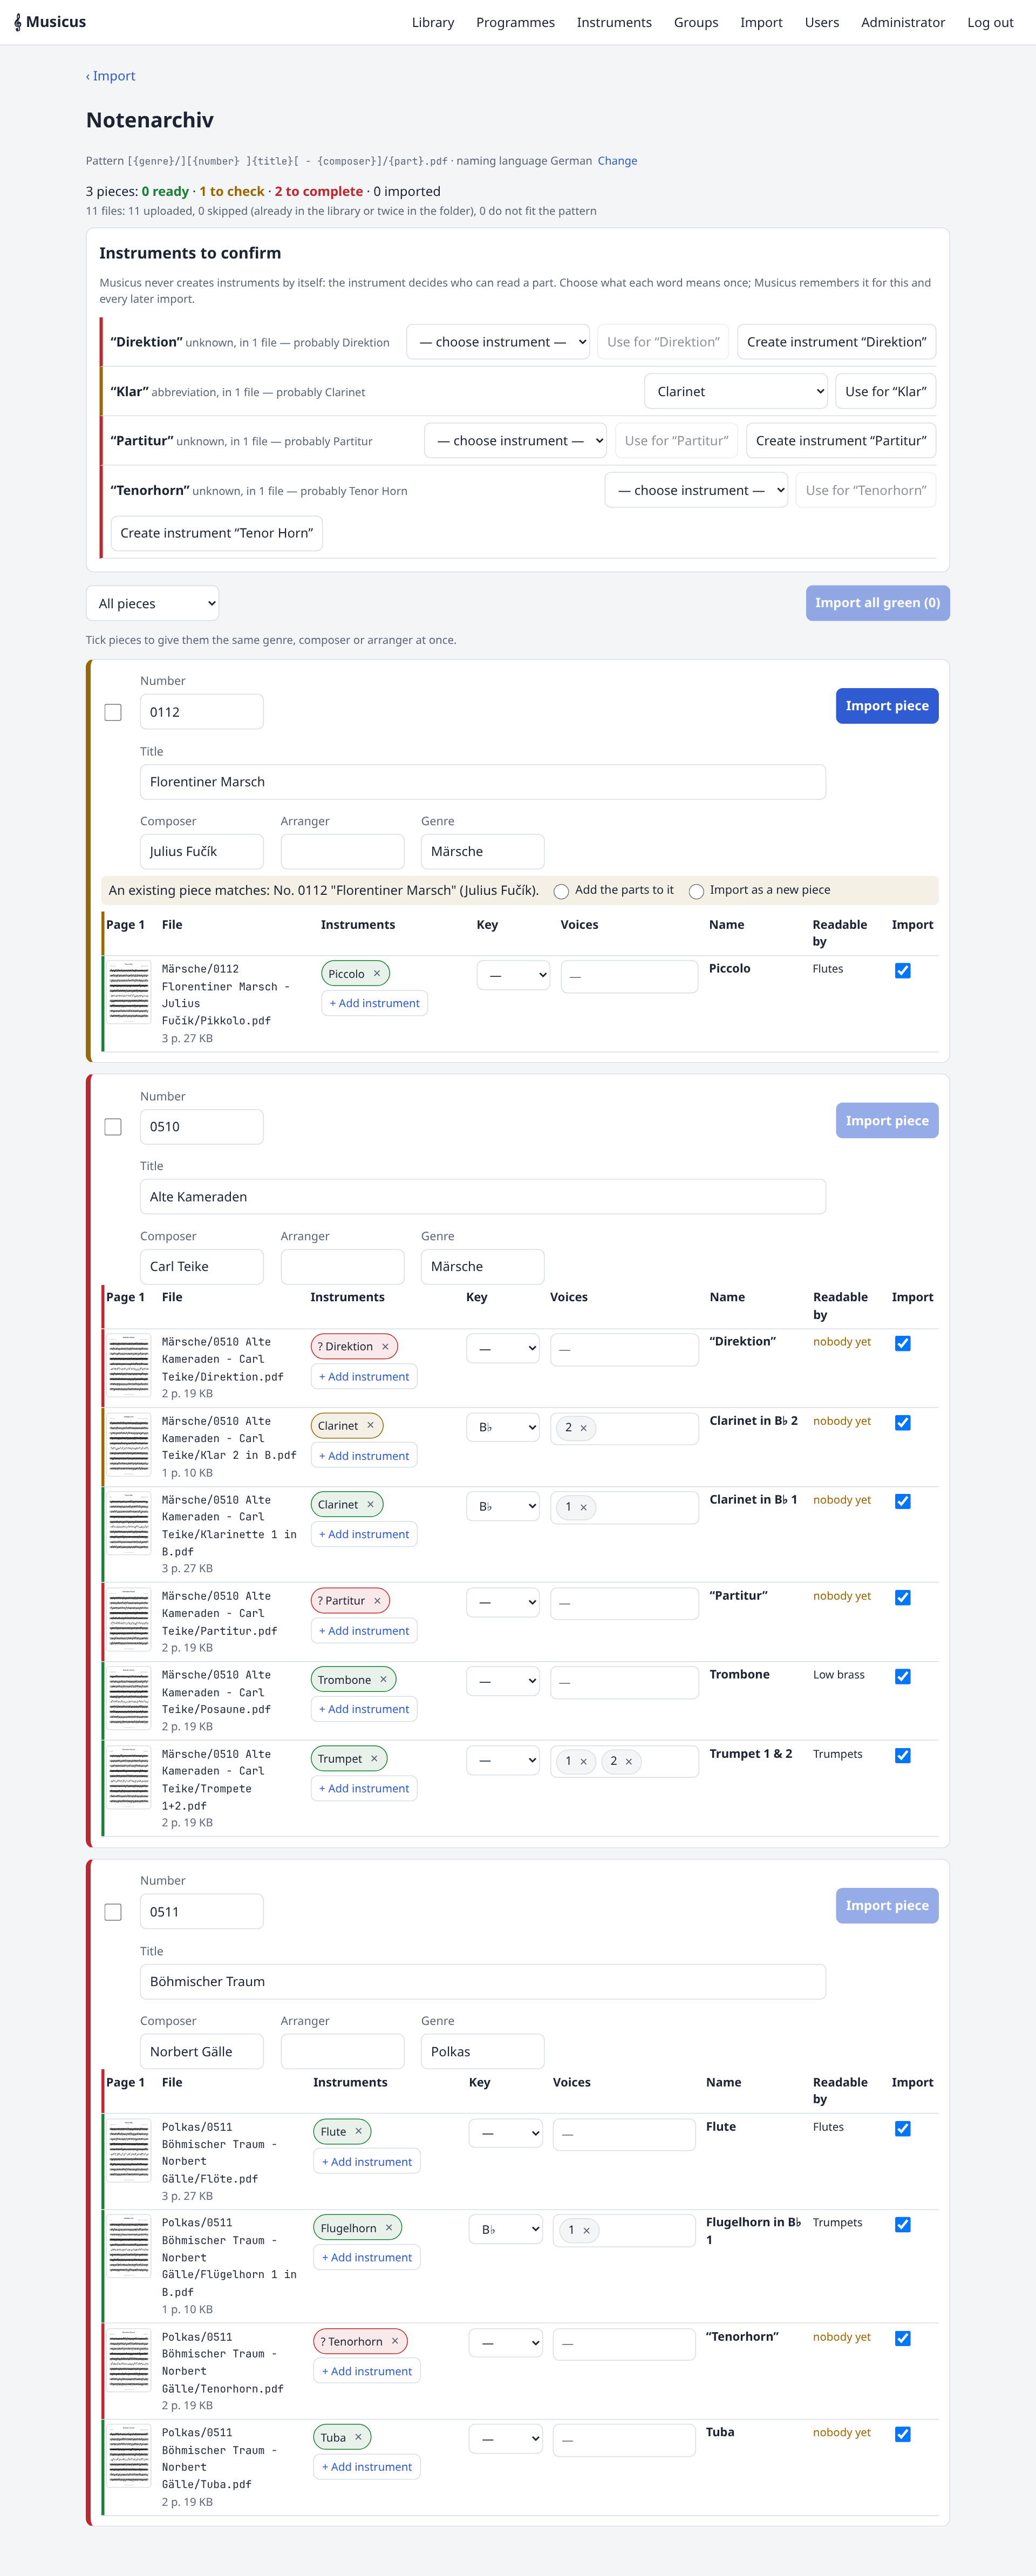 𝄞 Musicus
Library Programmes Instruments Groups Import Users Administrator Log out
‹ Import
Notenarchiv
Pattern [{genre}/][{number} ]{title}[ - {composer}]/{part}.pdf · naming language German Change
3 pieces: 0 ready · 1 to check · 2 to complete · 0 imported
11 files: 11 uploaded, 0 skipped (already in the library or twice in the folder), 0 do not fit the pattern
Instruments to confirm
Musicus never creates instruments by itself: the instrument decides who can read a part. Choose what each word means once; Musicus remembers it for this and
every later import.
“Direktion” unknown, in 1 file — probably Direktion — choose instrument — Use for “Direktion” Create instrument “Direktion”
“Klar” abbreviation, in 1 file — probably Clarinet Clarinet Use for “Klar”
“Partitur” unknown, in 1 file — probably Partitur — choose instrument — Use for “Partitur” Create instrument “Partitur”
“Tenorhorn” unknown, in 1 file — probably Tenor Horn — choose instrument — Use for “Tenorhorn”
Create instrument “Tenor Horn”
All pieces Import all green (0)
Tick pieces to give them the same genre, composer or arranger at once.
Number
0112 Import piece
Title
Florentiner Marsch
Composer Arranger Genre
Julius Fučík Märsche
An existing piece matches: No. 0112 "Florentiner Marsch" (Julius Fučík). Add the parts to it Import as a new piece
Page 1 File Instruments Key Voices Name Readable by Import
Märsche/0112 Piccolo × — — Piccolo Flutes
Florentiner Marsch -
Julius + Add instrument
Fučík/Pikkolo.pdf
3 p. 27 KB
Number
0510 Import piece
Title
Alte Kameraden
Composer Arranger Genre
Carl Teike Märsche
Page 1 File Instruments Key Voices Name Readable by Import
Märsche/0510 Alte ? Direktion × — — “Direktion” nobody yet
Kameraden - Carl
Teike/Direktion.pdf + Add instrument
2 p. 19 KB
Märsche/0510 Alte Clarinet × B♭ 2 × Clarinet in B♭ 2 nobody yet
Kameraden - Carl
Teike/Klar 2 in B.pdf + Add instrument
1 p. 10 KB
Märsche/0510 Alte Clarinet × B♭ 1 × Clarinet in B♭ 1 nobody yet
Kameraden - Carl
Teike/Klarinette 1 in + Add instrument
B.pdf
3 p. 27 KB
Märsche/0510 Alte ? Partitur × — — “Partitur” nobody yet
Kameraden - Carl
Teike/Partitur.pdf + Add instrument
2 p. 19 KB
Märsche/0510 Alte Trombone × — — Trombone Low brass
Kameraden - Carl
Teike/Posaune.pdf + Add instrument
2 p. 19 KB
Märsche/0510 Alte Trumpet × — 1 × 2 × Trumpet 1 & 2 Trumpets
Kameraden - Carl
Teike/Trompete + Add instrument
1+2.pdf
2 p. 19 KB
Number
0511 Import piece
Title
Böhmischer Traum
Composer Arranger Genre
Norbert Gälle Polkas
Page 1 File Instruments Key Voices Name Readable by Import
Polkas/0511 Flute × — — Flute Flutes
Böhmischer Traum -
Norbert + Add instrument
Gälle/Flöte.pdf
3 p. 27 KB
Polkas/0511 Flugelhorn × B♭ 1 × Flugelhorn in B♭ 1 Trumpets
Böhmischer Traum -
Norbert + Add instrument
Gälle/Flügelhorn 1 in
B.pdf
1 p. 10 KB
Polkas/0511 ? Tenorhorn × — — “Tenorhorn” nobody yet
Böhmischer Traum -
Norbert + Add instrument
Gälle/Tenorhorn.pdf
2 p. 19 KB
Polkas/0511 Tuba × — — Tuba nobody yet
Böhmischer Traum -
Norbert + Add instrument
Gälle/Tuba.pdf
2 p. 19 KB